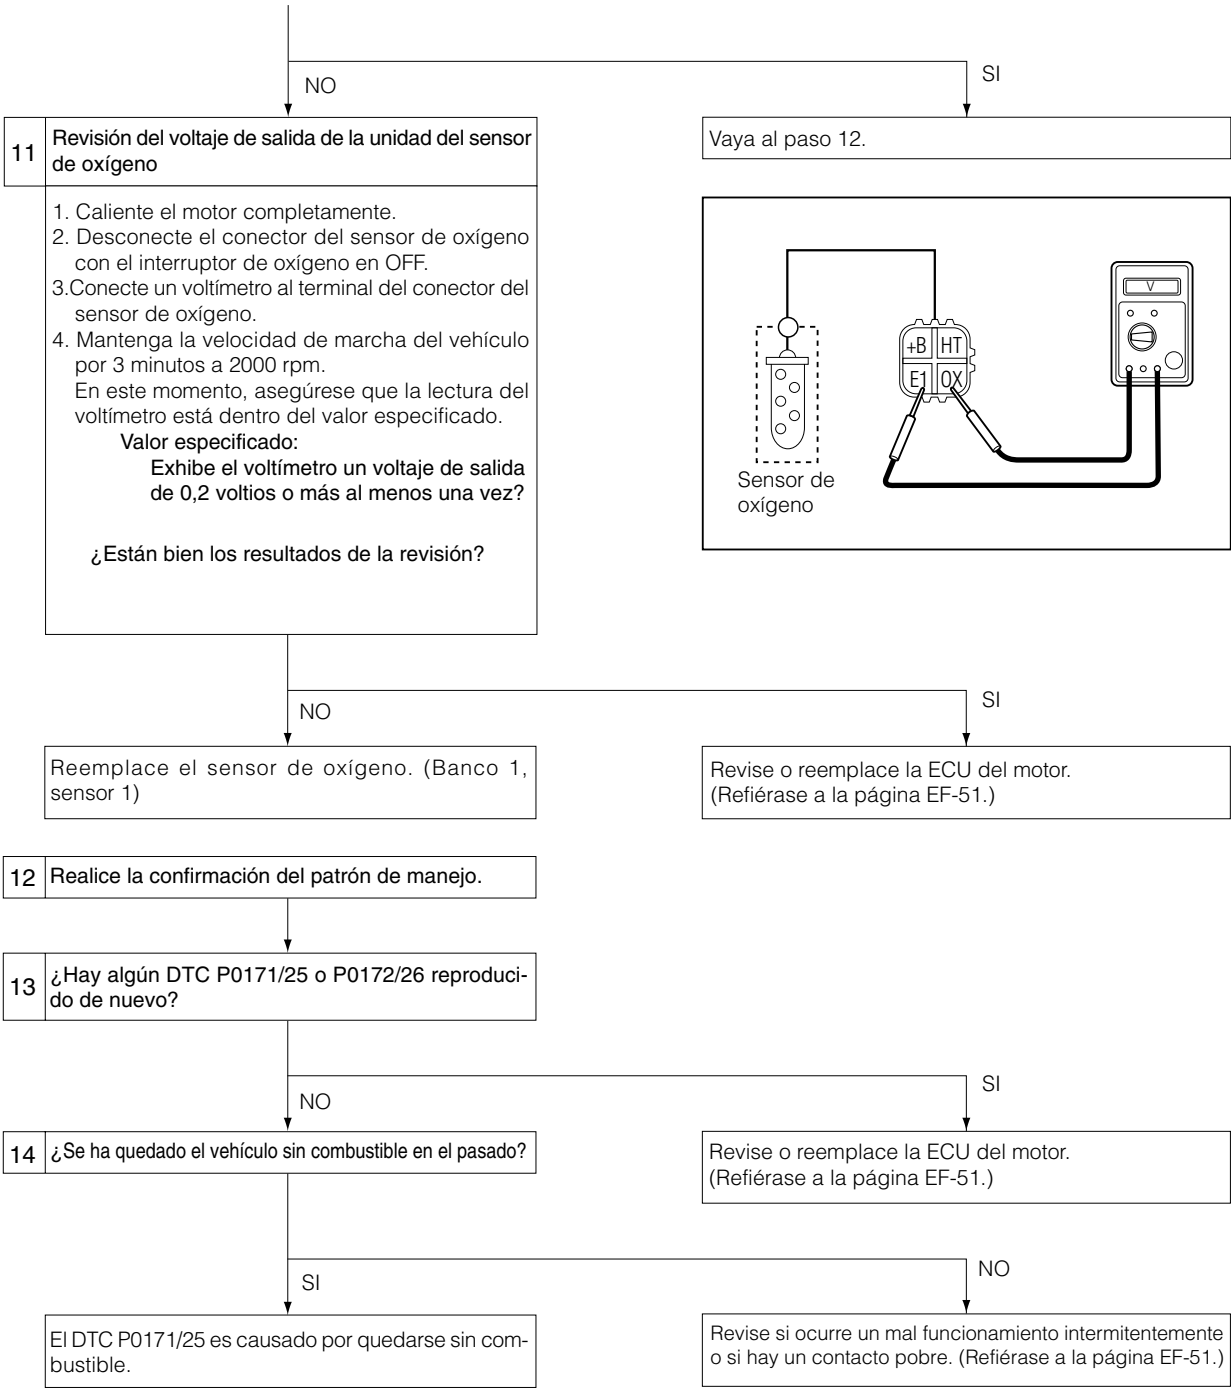 NO
SI
11
Revisión del voltaje de salida de la unidad del sensor
de oxígeno
Vaya al paso 12.
1. Caliente el motor completamente.
2. Desconecte el conector del sensor de oxígeno
con el interruptor de oxígeno en OFF.
3.Conecte un voltímetro al terminal del conector del
sensor de oxígeno.
4. Mantenga la velocidad de marcha del vehículo
por 3 minutos a 2000 rpm.
En este momento, asegúrese que la lectura del
voltímetro está dentro del valor especificado.
Valor especificado:
Exhibe el voltímetro un voltaje de salida
de 0,2 voltios o más al menos una vez?
¿Están bien los resultados de la revisión?
+B HT
E1 OX
V
Sensor de
oxígeno
NO
SI
Reemplace el sensor de oxígeno. (Banco 1,
sensor 1)
Revise o reemplace la ECU del motor.
(Refiérase a la página EF-51.)
12
Realice la confirmación del patrón de manejo.
13
¿Hay algún DTC P0171/25 o P0172/26 reproduci-
do de nuevo?
NO
SI
14
¿Se ha quedado el vehículo sin combustible en el pasado?
Revise o reemplace la ECU del motor.
(Refiérase a la página EF-51.)
SI
NO
El DTC P0171/25 es causado por quedarse sin com-
bustible.
Revise si ocurre un mal funcionamiento intermitentemente
o si hay un contacto pobre. (Refiérase a la página EF-51.)